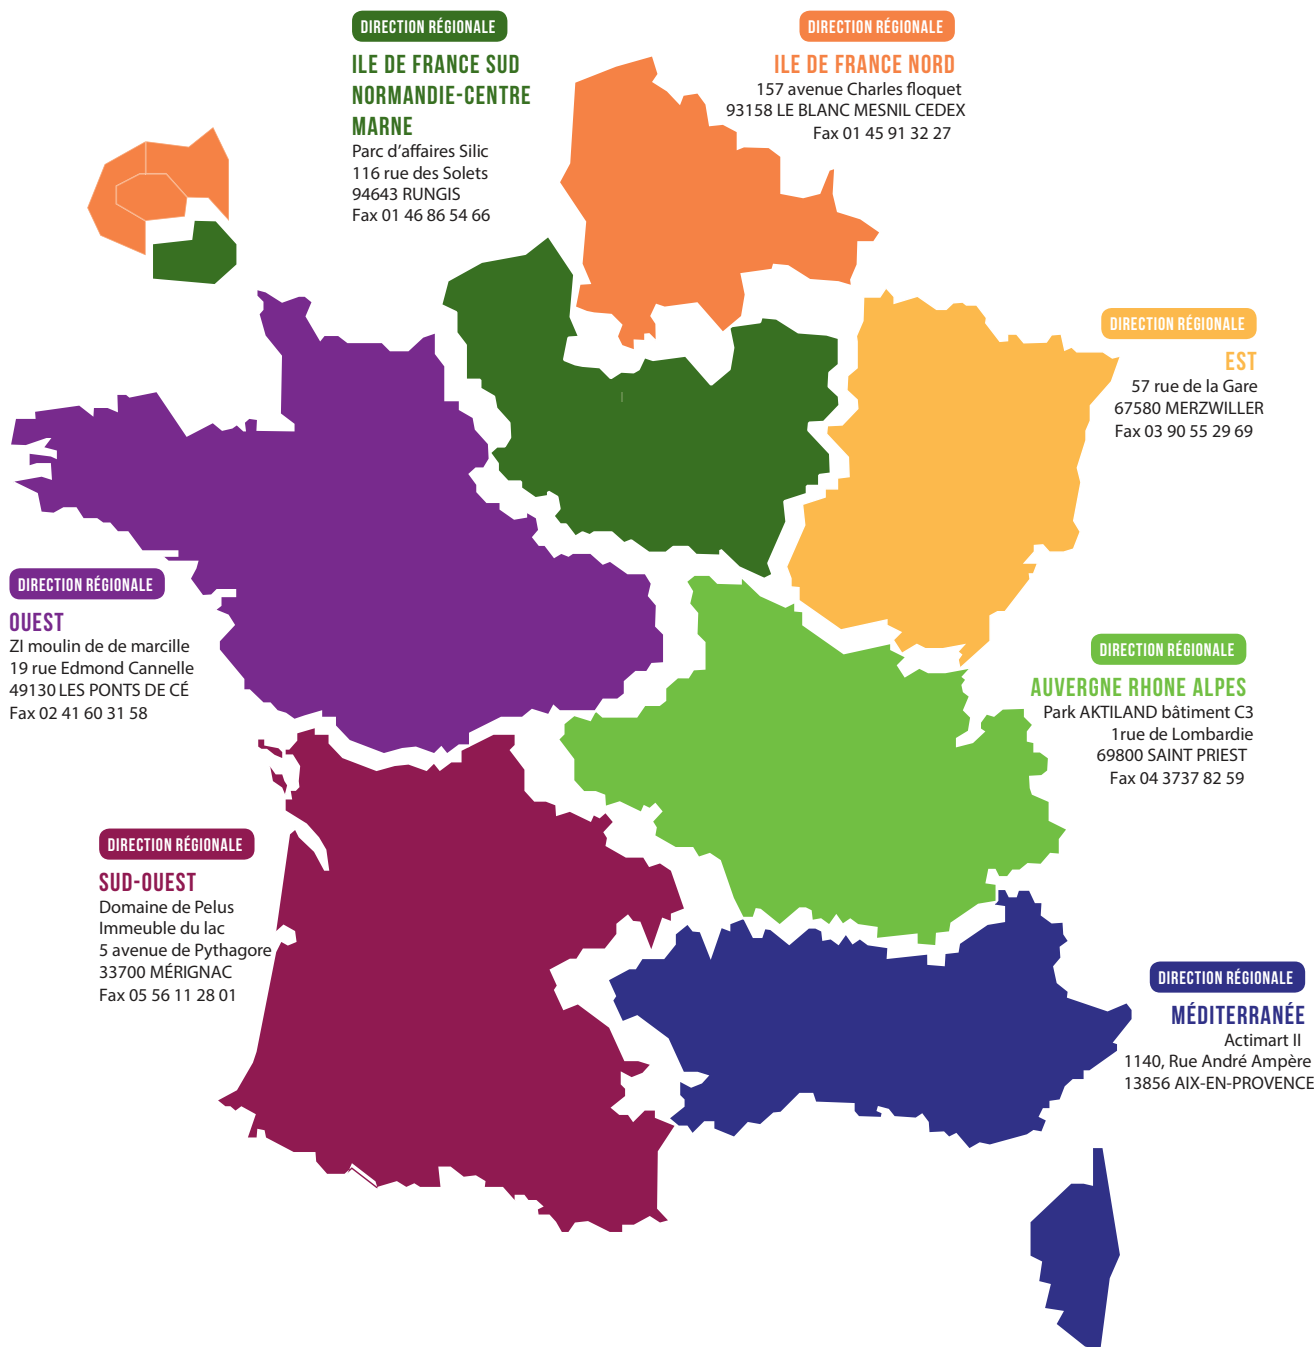 DIRECTION RÉGIONALE
ILE DE FRANCE SUD
NORMANDIE-CENTRE
MARNE
Parc d'affaires Silic
116 rue des Solets
94643 RUNGIS
Fax 01 46 86 54 66
DIRECTION RÉGIONALE
ILE DE FRANCE NORD
157 avenue Charles floquet
93158 LE BLANC MESNIL CEDEX
Fax 01 45 91 32 27
DIRECTION RÉGIONALE
EST
57 rue de la Gare
67580 MERZWILLER
Fax 03 90 55 29 69
DIRECTION RÉGIONALE
OUEST
ZI moulin de de marcille
19 rue Edmond Cannelle
49130 LES PONTS DE CÉ
Fax 02 41 60 31 58
DIRECTION RÉGIONALE
AUVERGNE RHONE ALPES
Park AKTILAND bâtiment C3
1rue de Lombardie
69800 SAINT PRIEST
Fax 04 3737 82 59
DIRECTION RÉGIONALE
SUD-OUEST
Domaine de Pelus
Immeuble du lac
5 avenue de Pythagore
33700 MÉRIGNAC
Fax 05 56 11 28 01
DIRECTION RÉGIONALE
MÉDITERRANÉE
Actimart II
1140, Rue André Ampère
13856 AIX-EN-PROVENCE